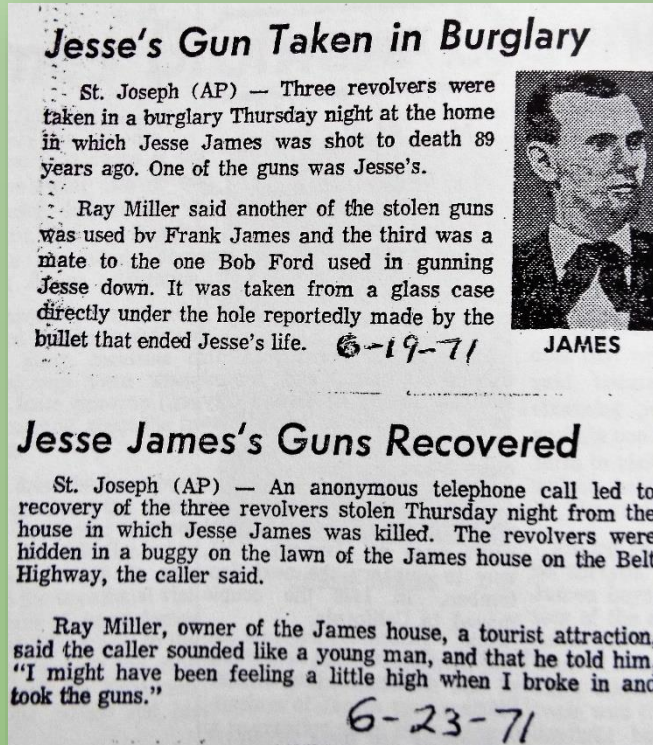 Jesse's Gun Taken in Burglary
St. Joseph (AP) — Three revolvers were
taken in a burglary Thursday night at the home
in which Jesse James was shot to death 89
years ago. One of the guns was Jesse's.
Ray Miller said another of the stolen guns
was used by Frank James and the third was a
mate to the one Bob Ford used in gunning
Jesse down. It was taken from a glass case
directly under the hole reportedly made by the
bullet that ended Jesse's life.
6-19-71
JAMES
Jesse James's Guns Recovered
St. Joseph (AP) — An anonymous telephone call led to
recovery of the three revolvers stolen Thursday night from the
house in which Jesse James was killed. The revolvers were
hidden in a buggy on the lawn of the James house on the Belt
Highway, the caller said.
Ray Miller, owner of the James house, a tourist attraction,
said the caller sounded like a young man, and that he told him
"I might have been feeling a little high when I broke in and
took the guns."
6-23-71